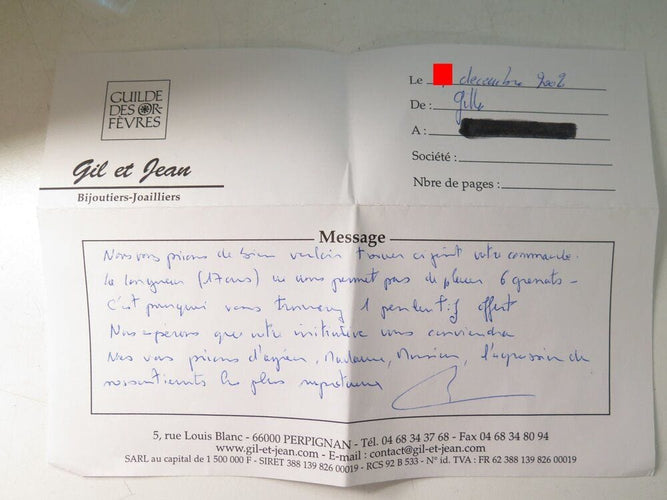 GUILDE
DES OR-
FÈVRES
Gil et Jean
Bijoutiers-Joailliers
Le décembre 2002
De : Gilles
A :
Société :
Nbre de pages :
Message
Nous vous prions de bien vouloir trouver ci joint votre commande.
La longueur (17 cms) ne nous permet pas de placer 6 grenats -
C'est pourquoi vous trouverez 1 pendentif offert
Nous espérons que cette initiative vous conviendra
Nous vous prions d'agréer, Madame, Monsieur, l'expression de
nos sentiments les plus respectueux
5, rue Louis Blanc - 66000 PERPIGNAN - Tél. 04 68 34 37 68 - Fax 04 68 34 80 94
www.gil-et-jean.com - E-mail : contact@gil-et-jean.com
SARL au capital de 1 500 000 F - SIRET 388 139 826 00019 - RCS 92 B 533 - N° id. TVA : FR 62 388 139 826 00019